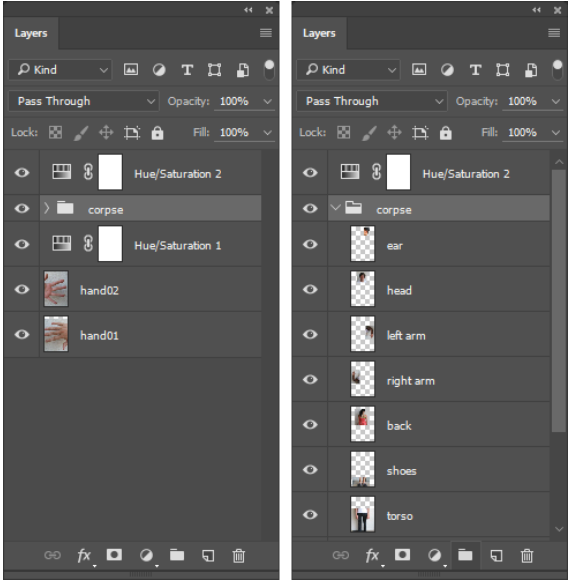 Layers
Kind
T
Pass Through
Opacity: 100%
Lock:
Fill: 100%
Hue/Saturation 2
corpse
Hue/Saturation 1
hand02
hand01
fx
Layers
Kind
T
Pass Through
Opacity: 100%
Lock:
Fill: 100%
Hue/Saturation 2
corpse
ear
head
left arm
right arm
back
shoes
torso
fx